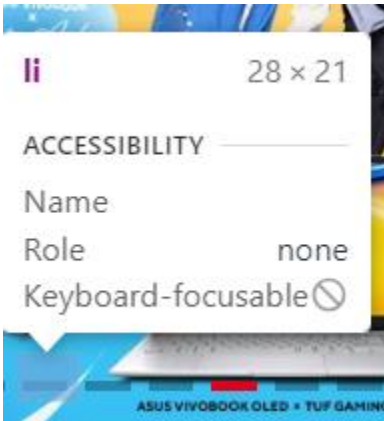 li 28 × 21
ACCESSIBILITY
Name
Role none
Keyboard-focusable
ASUS VIVOBOOK OLED • TUF GAMING